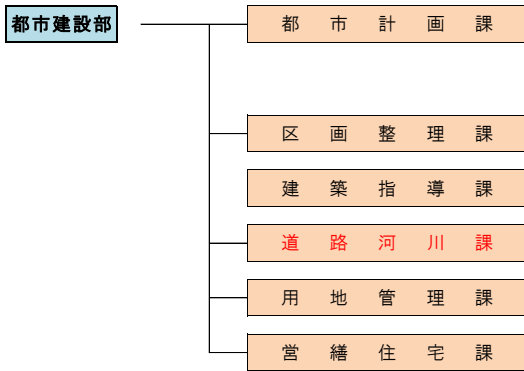 都市建設部
都市計画課
区画整理課
建築指導課
道路河川課
用地管理課
営繕住宅課